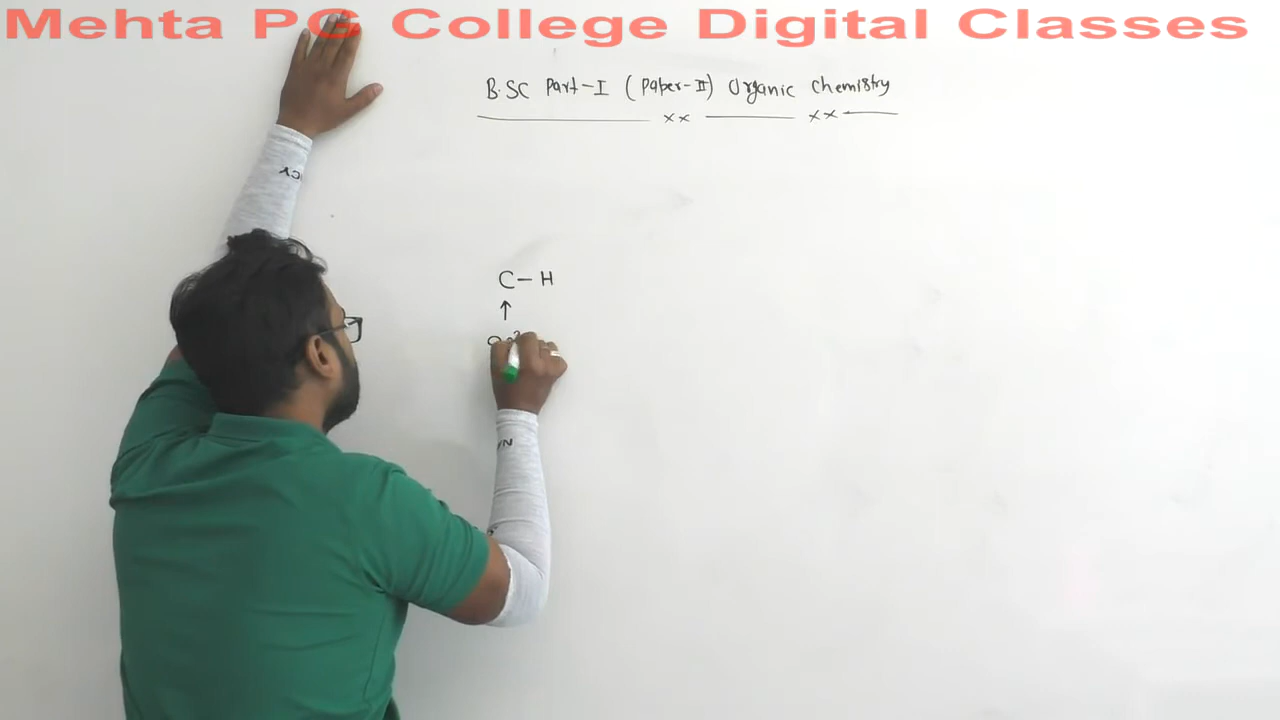 Mehta PG College Digital Classes
B.SC Part-I (Paper-II) Organic Chemistry
xx xx
C-H
↑